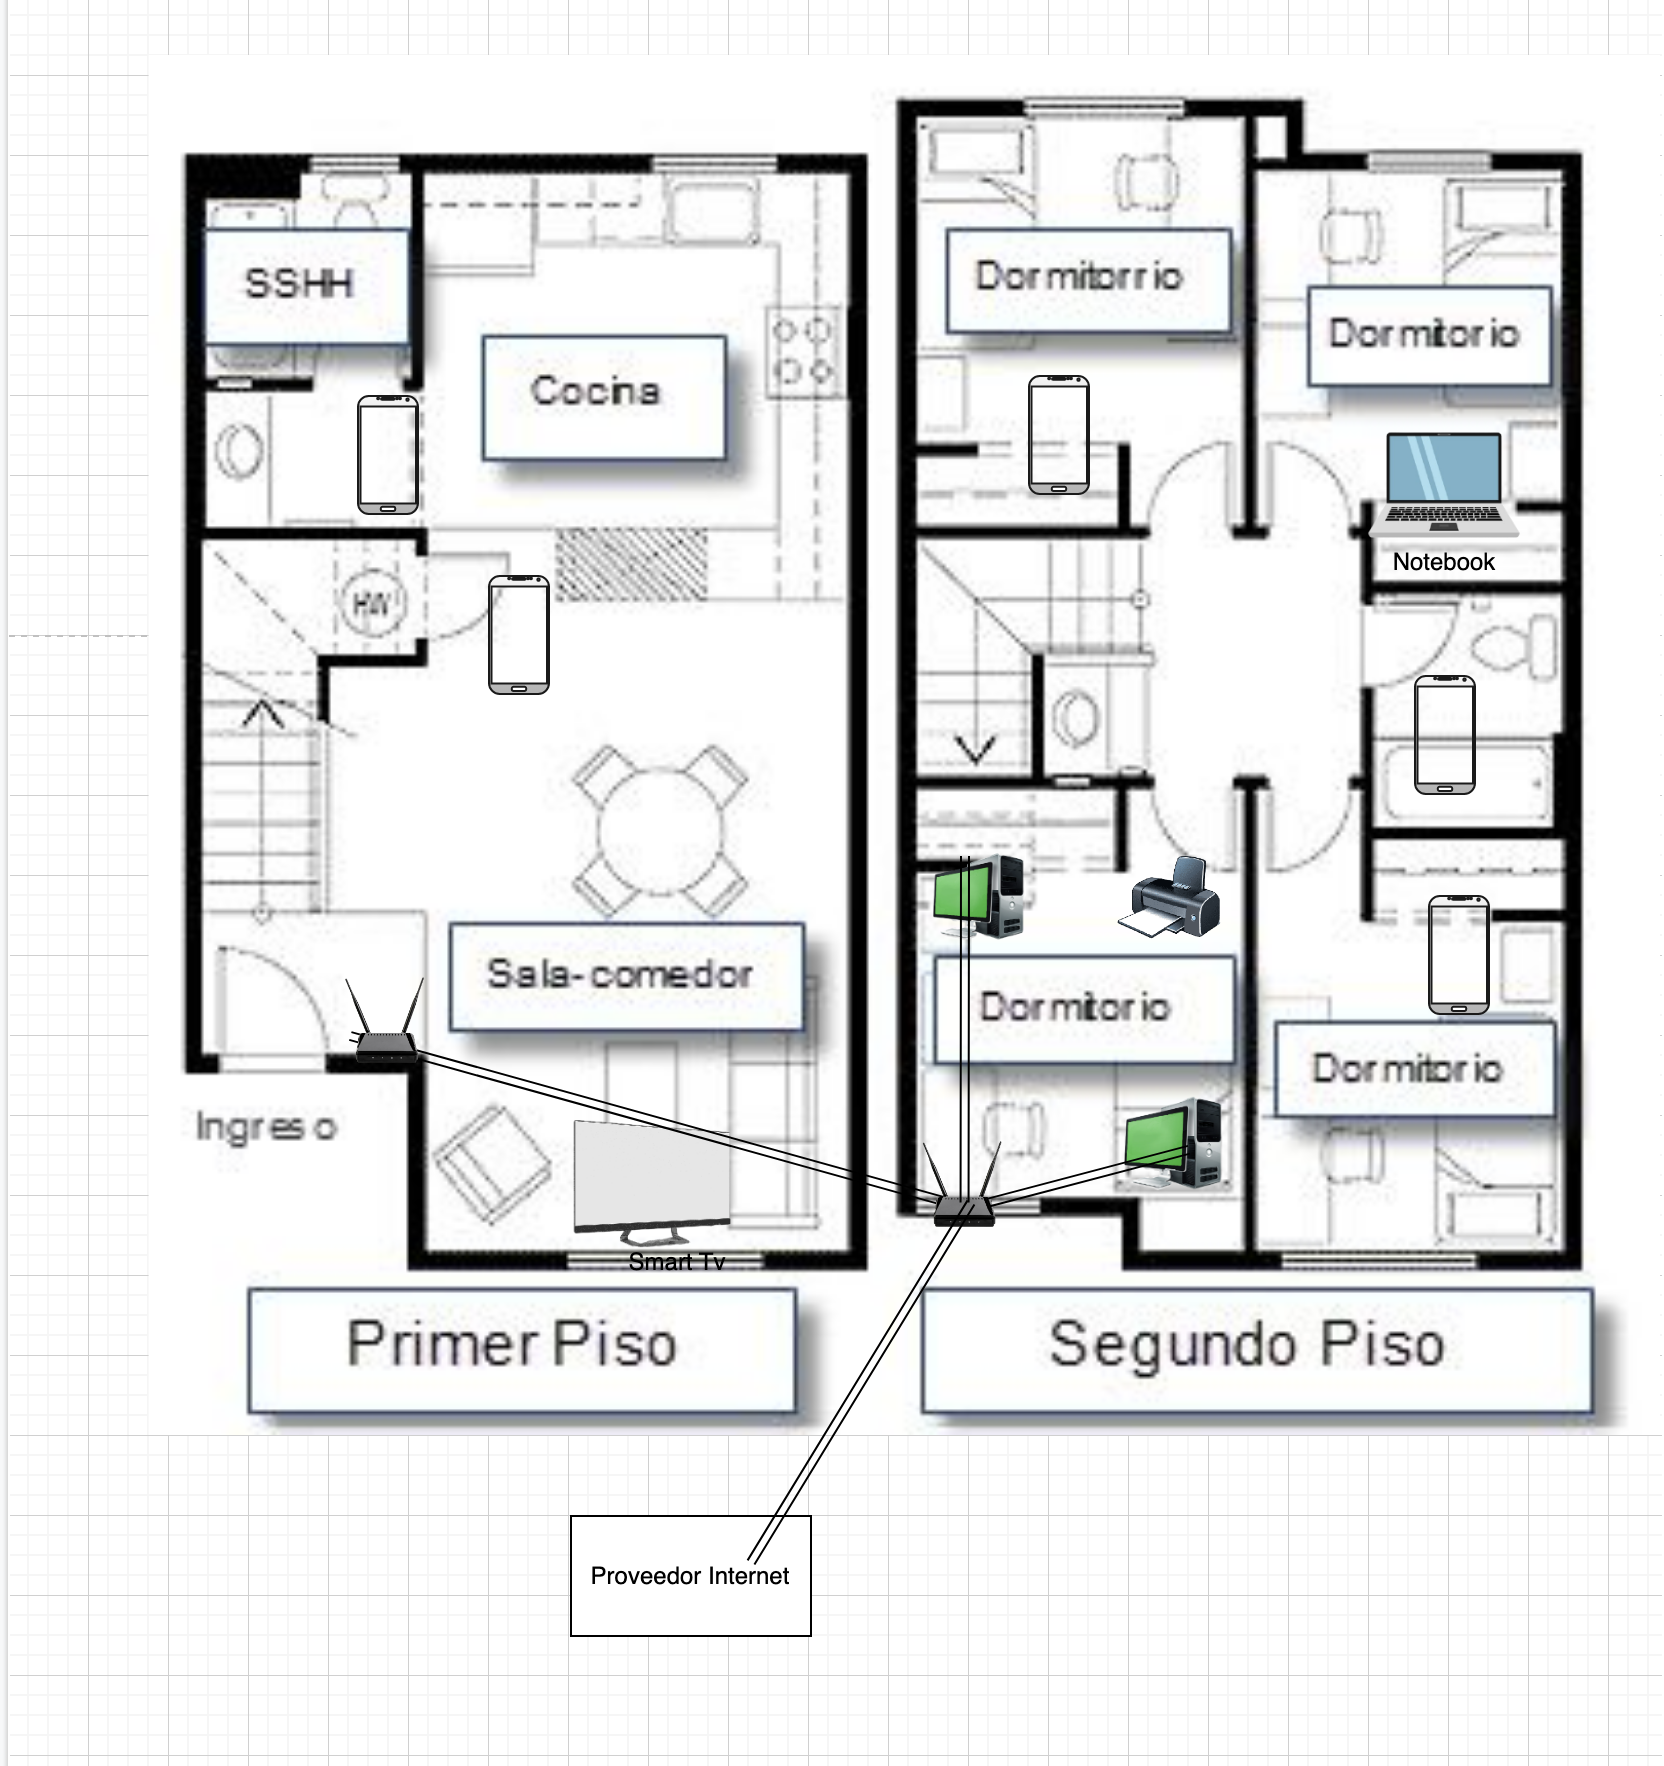 SSHH
Cocina
HW
Sala-comedor
Ingreso
Smart Tv
Primer Piso
Dormitorrio
Dormitorio
Notebook
Dormitorio
Dormitorio
Segundo Piso
Proveedor Internet